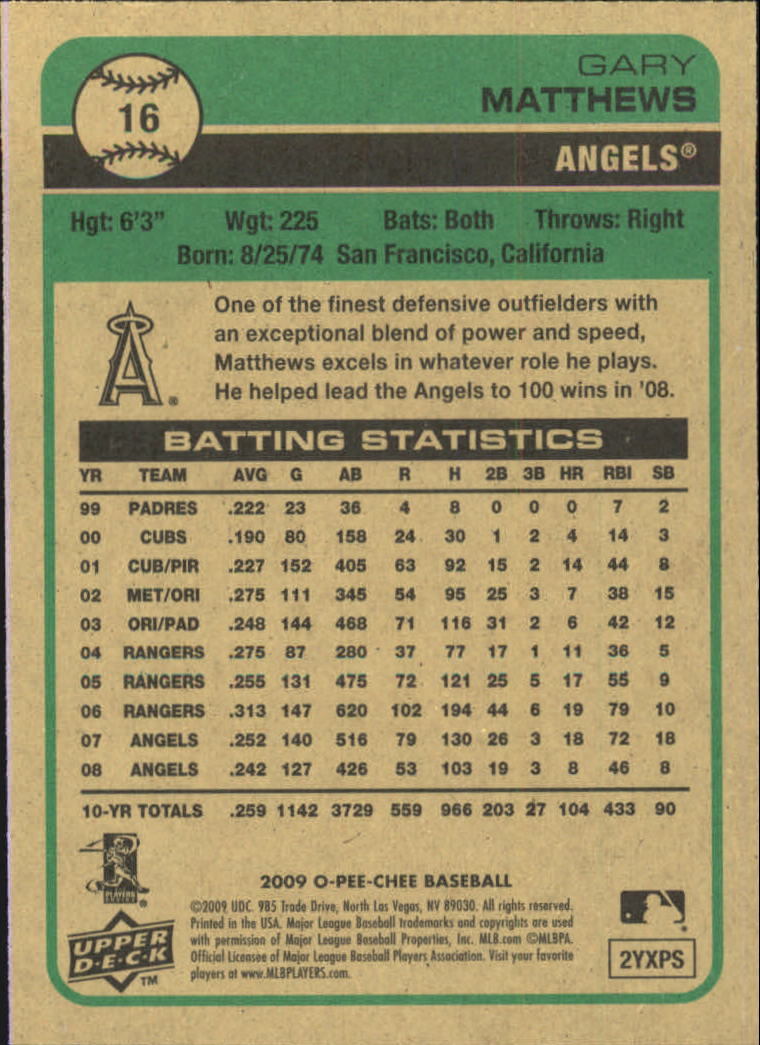 GARY
MATTHEWS
16
ANGELS®
Hgt: 6'3" Wgt: 225 Bats: Both Throws: Right
Born: 8/25/74 San Francisco, California
One of the finest defensive outfielders with
an exceptional blend of power and speed,
Matthews excels in whatever role he plays.
He helped lead the Angels to 100 wins in '08.
A®
BATTING STATISTICS
YR TEAM AVG G AB R H 2B 3B HR RBI SB
99 PADRES .222 23 36 4 8 0 0 0 7 2
00 CUBS .190 80 158 24 30 1 2 4 14 3
01 CUB/PIR .227 152 405 63 92 15 2 14 44 8
02 MET/ORI .275 111 345 54 95 25 3 7 38 15
03 ORI/PAD .248 144 468 71 116 31 2 6 42 12
04 RANGERS .275 87 280 37 77 17 1 11 36 5
05 RANGERS .255 131 475 72 121 25 5 17 55 9
06 RANGERS .313 147 620 102 194 44 6 19 79 10
07 ANGELS .252 140 516 79 130 26 3 18 72 18
08 ANGELS .242 127 426 53 103 19 3 8 46 8
10-YR TOTALS .259 1142 3729 559 966 203 27 104 433 90
PLAYERS
2009 O-PEE-CHEE BASEBALL
©2009 UDC. 985 Trade Drive, North Las Vegas, NV 89030. All rights reserved.
Printed in the USA. Major League Baseball trademarks and copyrights are used
with permission of Major League Baseball Properties, Inc. MLB.com ©MLBPA.
Official Licensee of Major League Baseball Players Association. Visit your favorite
players at www.MLBPLAYERS.com.
UPPER
D•E•C•K
TM
2YXPS